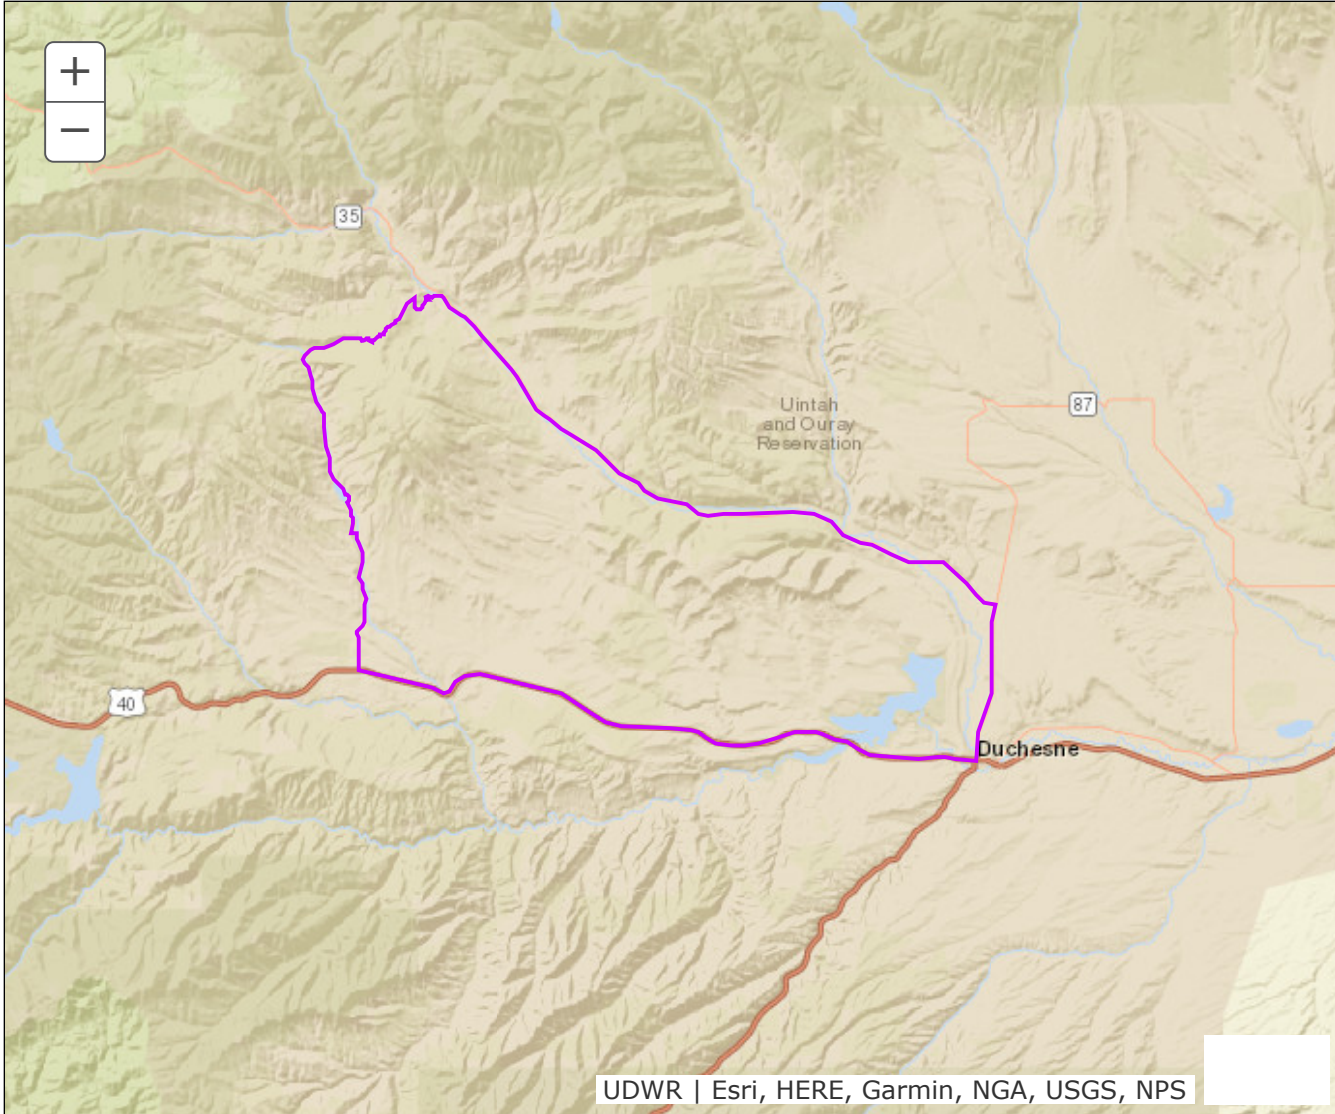 +
−
35
87
Uintah
and Ouray
Reservation
40
Duchesne
UDWR | Esri, HERE, Garmin, NGA, USGS, NPS